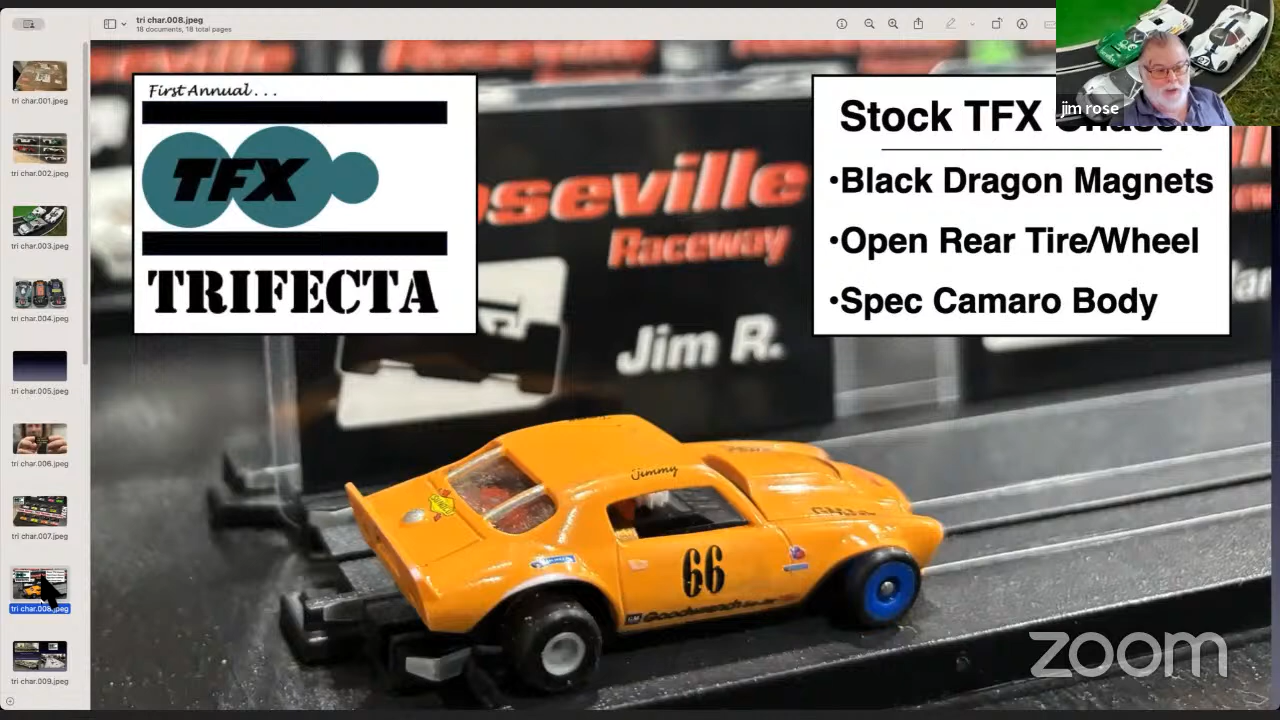 tri char.008.jpeg
18 documents, 18 total pages
tri char.001.jpeg
tri char.002.jpeg
tri char.003.jpeg
tri char.004.jpeg
tri char.005.jpeg
tri char.006.jpeg
tri char.007.jpeg
tri char.008.jpeg
tri char.009.jpeg
First Annual . . .
TFX
TRIFECTA
Stock TFX Chassis
•Black Dragon Magnets
•Open Rear Tire/Wheel
•Spec Camaro Body
jim rose
seville
Raceway
Jim R.
jimmy
66
Goodwrench
zoom